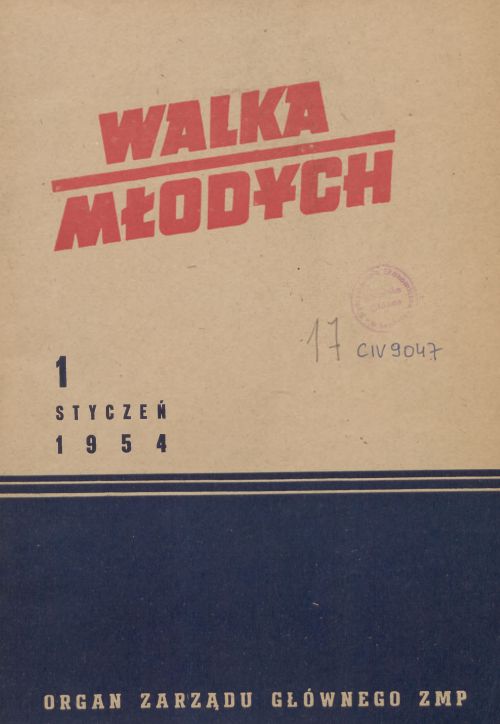 WALKA
MŁODYCH
17 CIV9047
1
STYCZEŃ
1954
ORGAN ZARZĄDU GŁÓWNEGO ZMP